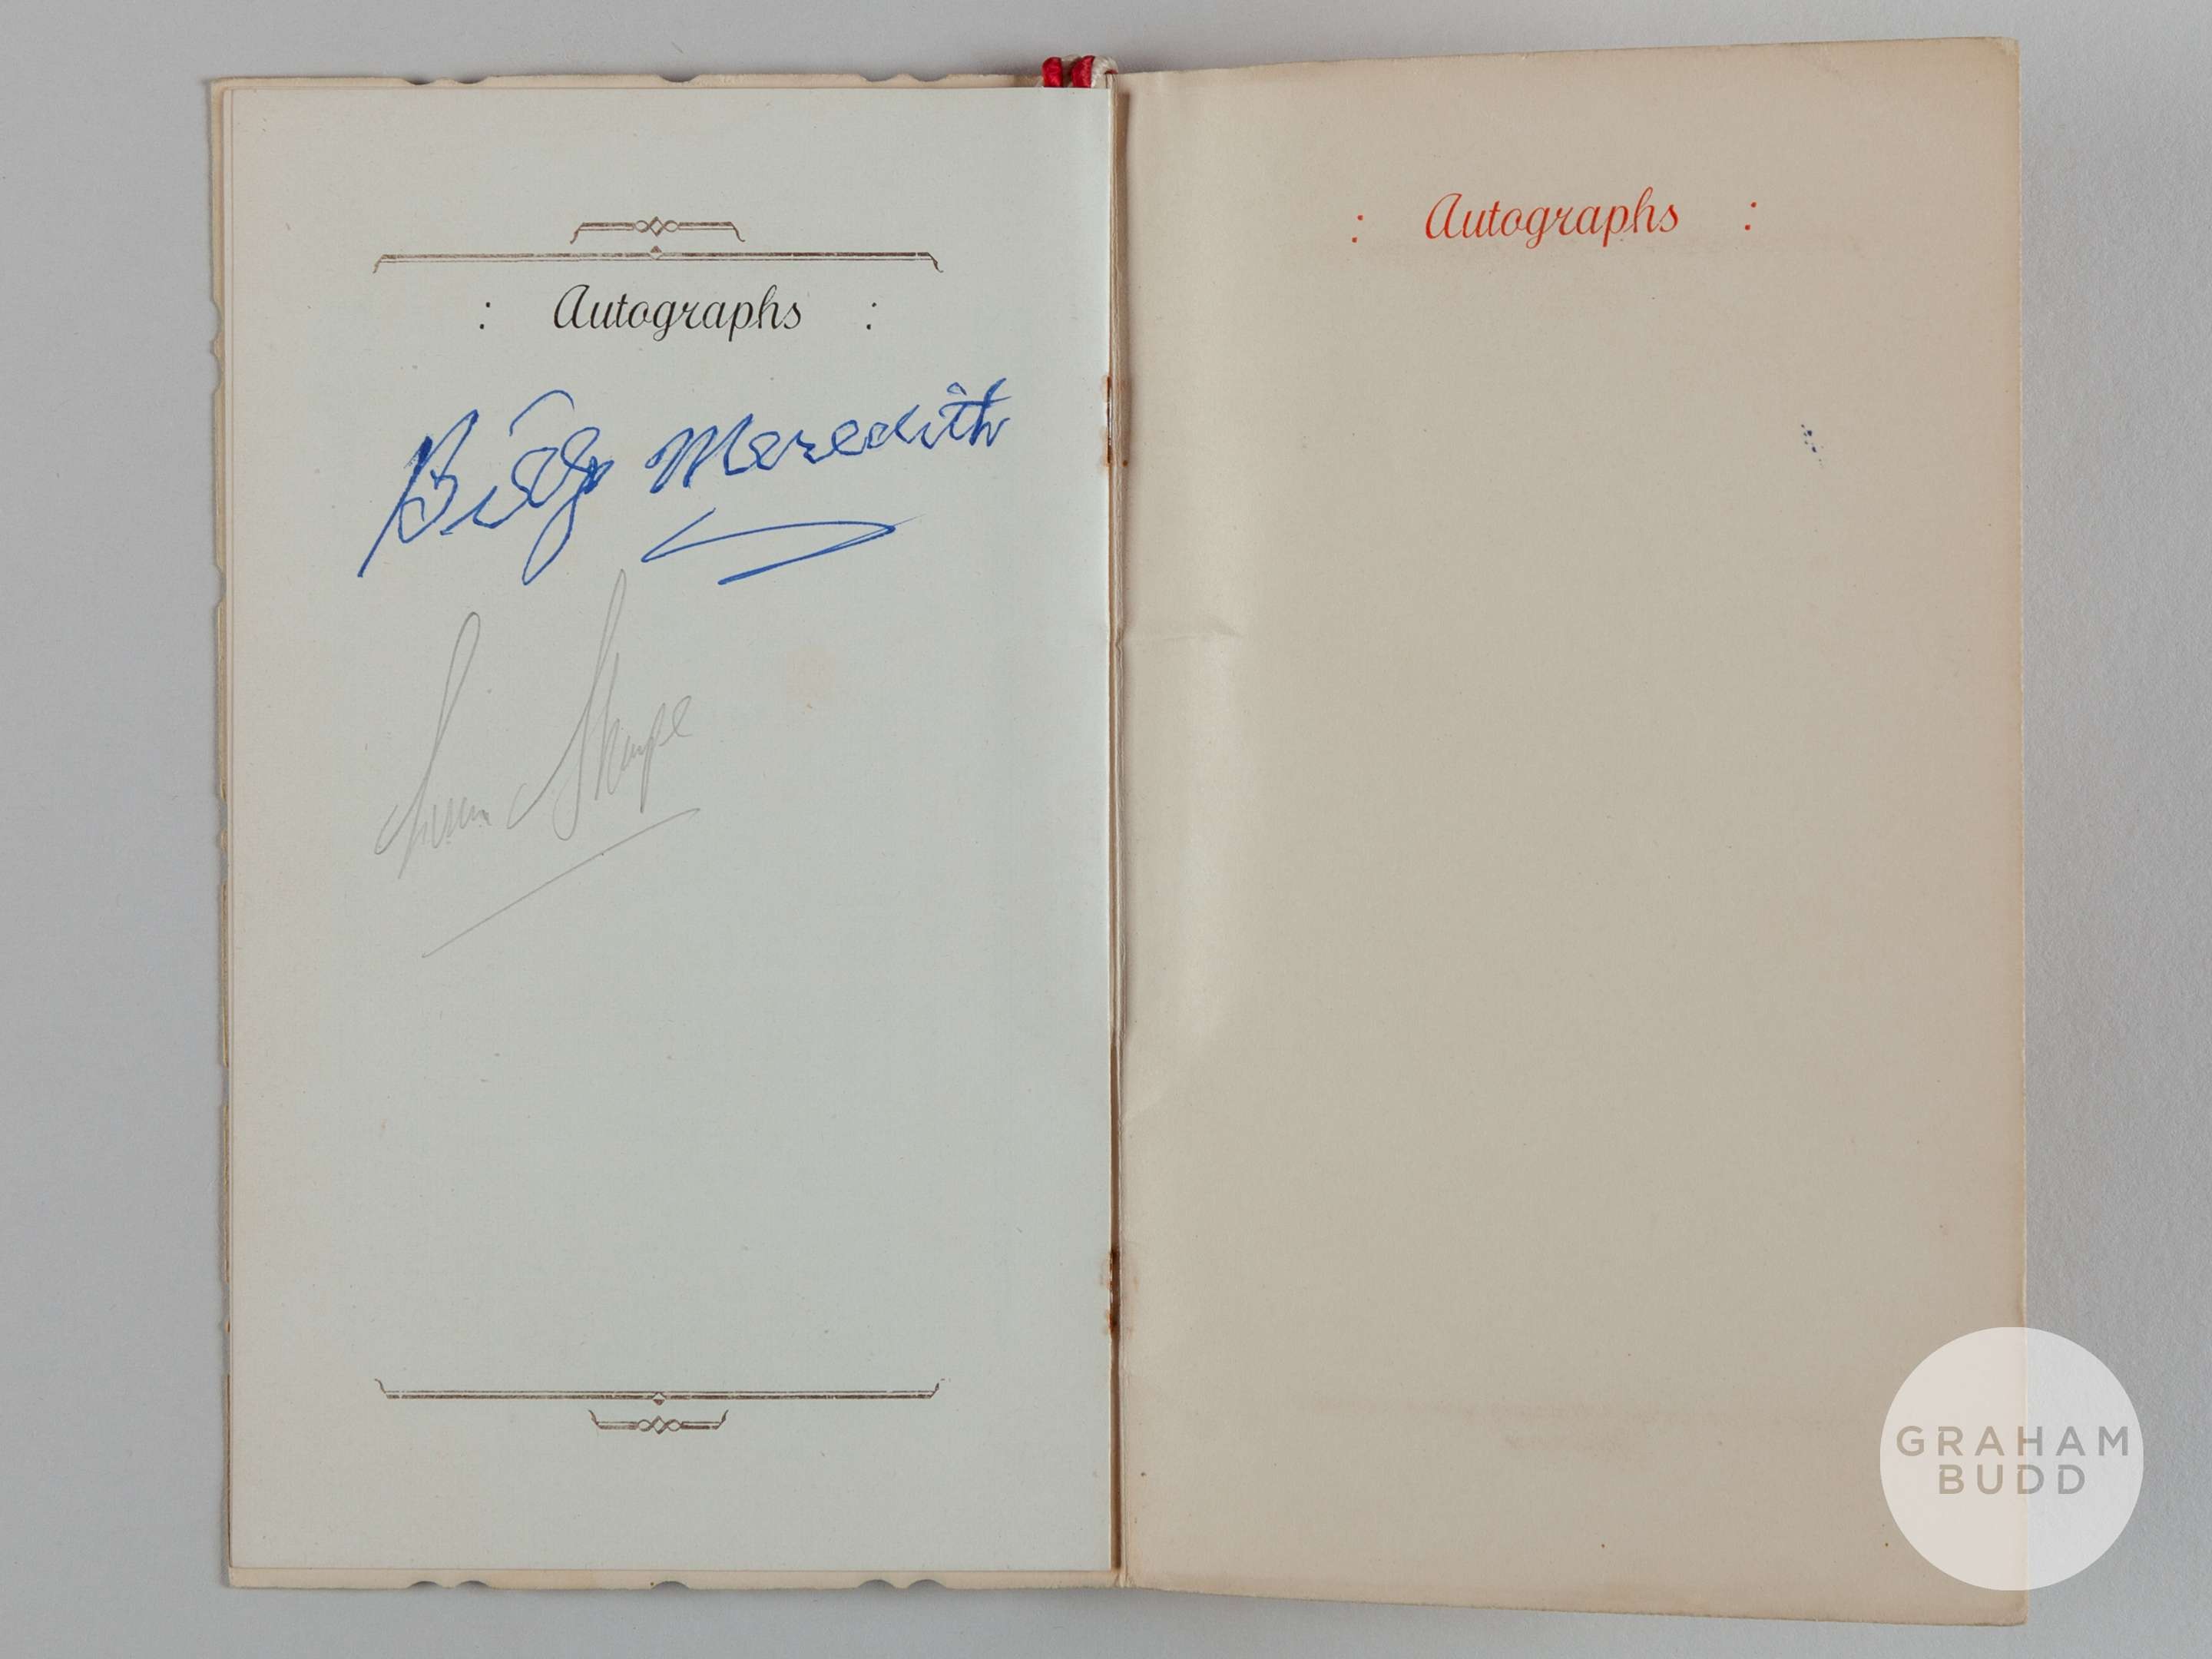 : Autographs :
Billy Meredith
: Autographs :
GRAHAM
BUDD